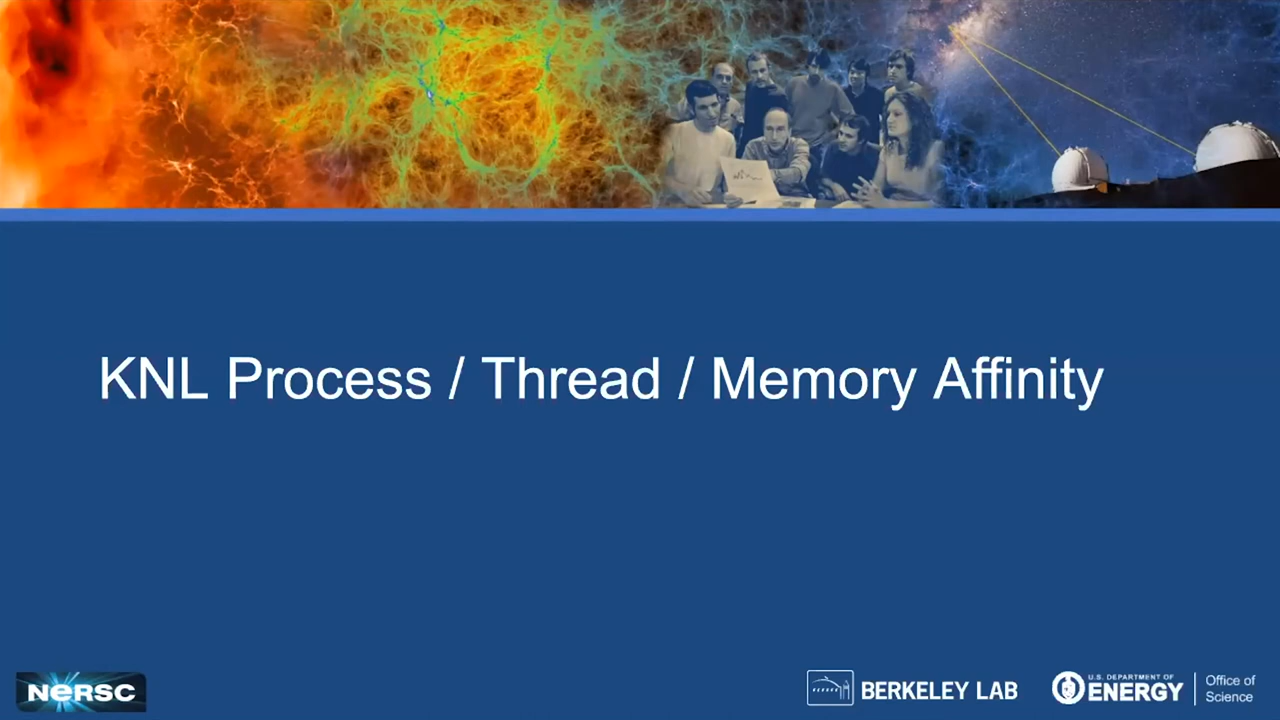 KNL Process / Thread / Memory Affinity
NERSC
BERKELEY LAB
U.S. DEPARTMENT OF
ENERGY
Office of
Science